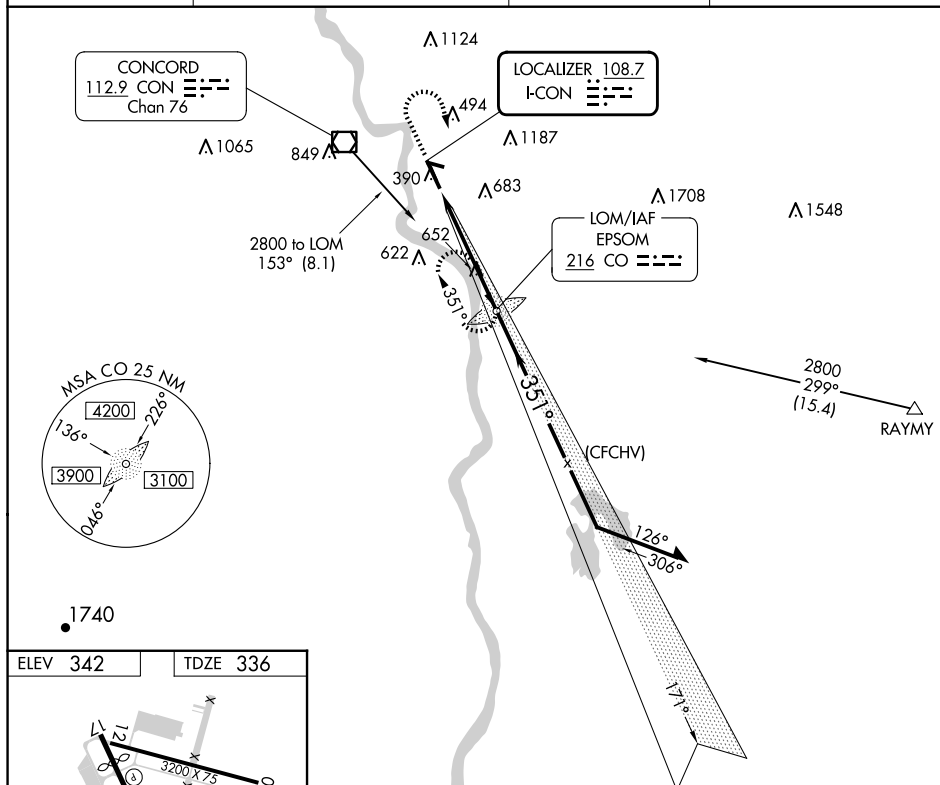 1124
CONCORD
112.9 CON
Chan 76
LOCALIZER 108.7
I-CON
494
1065
849
1187
390
683
1708
1548
2800 to LOM
153° (8.1)
622
652
LOM/IAF
EPSOM
216 CO
351°
MSA CO 25 NM
4200
136°
226°
3900
3100
046°
351°
2800
299°
(15.4)
RAYMY
(CFCHV)
126°
306°
1740
171°
ELEV 342
TDZE 336
17
12
3200 X 75
P